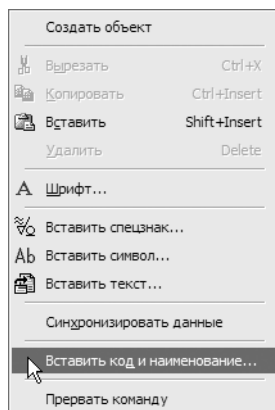 Создать объект
Вырезать Ctrl+X
Копировать Ctrl+Insert
Вставить Shift+Insert
Удалить Delete
Шрифт...
Вставить спецзнак...
Вставить символ...
Вставить текст...
Синхронизировать данные
Вставить код и наименование...
Прервать команду